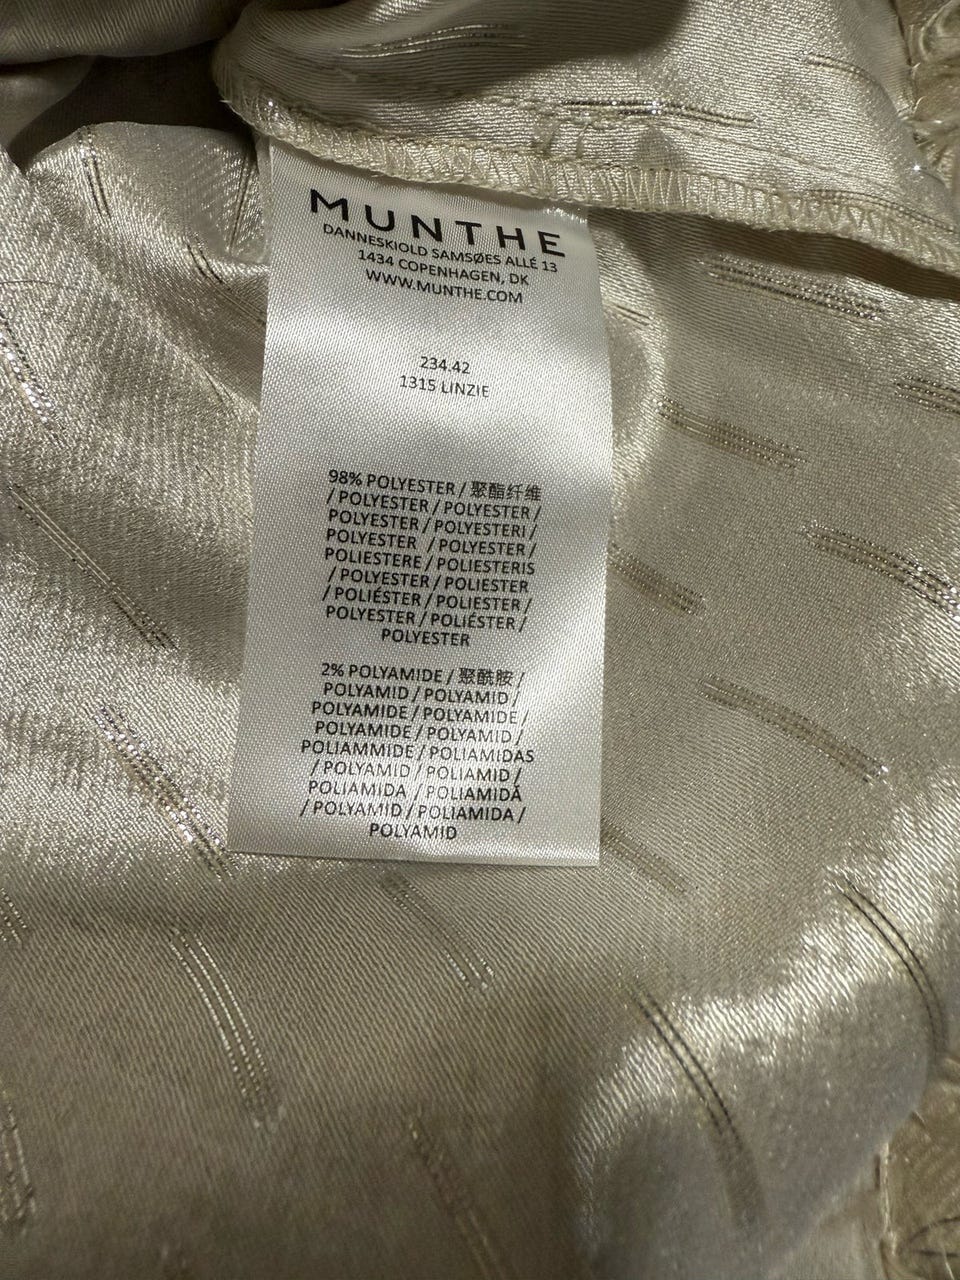 MUNTHE
DANNESKIOLD SAMSØES ALLÉ 13
1434 COPENHAGEN, DK
WWW.MUNTHE.COM
234.42
1315 LINZIE
98% POLYESTER / 聚酯纤维
/ POLYESTER / POLYESTER /
POLYESTER / POLYESTERI /
POLYESTER / POLYESTER /
POLIESTERE / POLIESTERIS
/ POLYESTER / POLIESTER
/ POLIÉSTER / POLIESTER /
POLYESTER / POLIÉSTER /
POLYESTER
2% POLYAMIDE / 聚酰胺 /
POLYAMID / POLYAMID /
POLYAMIDE / POLYAMIDE /
POLYAMIDE / POLYAMID /
POLIAMMIDE / POLIAMIDAS
/ POLYAMID / POLIAMID /
POLIAMIDA / POLIAMIDĂ
/ POLYAMID / POLIAMIDA /
POLYAMID